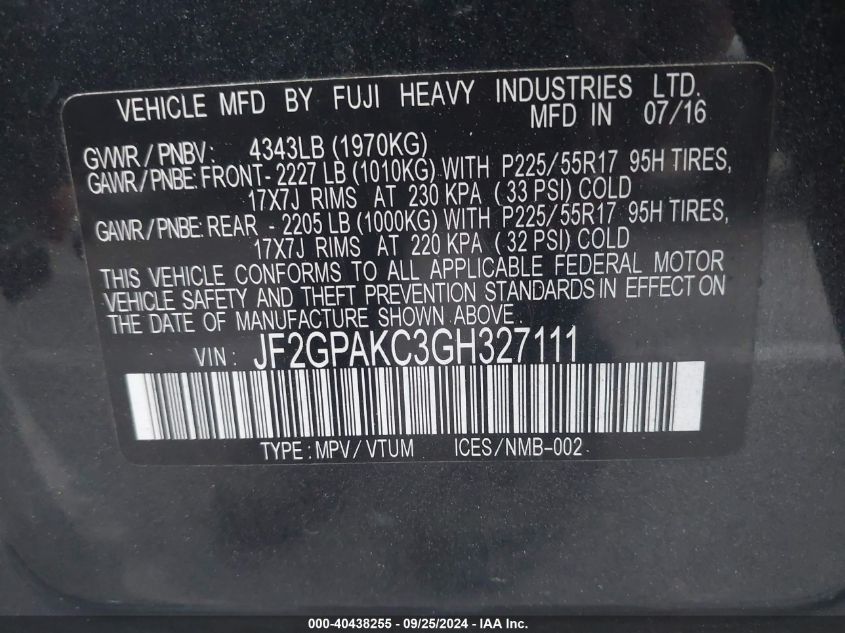 VEHICLE MFD BY FUJI HEAVY INDUSTRIES LTD.
MFD IN 07/16
GVWR/PNBV: 4343LB (1970KG)
GAWR/PNBE: FRONT- 2227 LB (1010KG) WITH P225/55R17 95H TIRES,
17X7J RIMS AT 230 KPA (33 PSI) COLD
GAWR/PNBE: REAR - 2205 LB (1000KG) WITH P225/55R17 95H TIRES,
17X7J RIMS AT 220 KPA (32 PSI) COLD
THIS VEHICLE CONFORMS TO ALL APPLICABLE FEDERAL MOTOR
VEHICLE SAFETY AND THEFT PREVENTION STANDARDS IN EFFECT ON
THE DATE OF MANUFACTURE SHOWN ABOVE.
VIN: JF2GPAKC3GH327111
TYPE: MPV/VTUM ICES/NMB-002
000-40438255 - 09/25/2024 - IAA Inc.